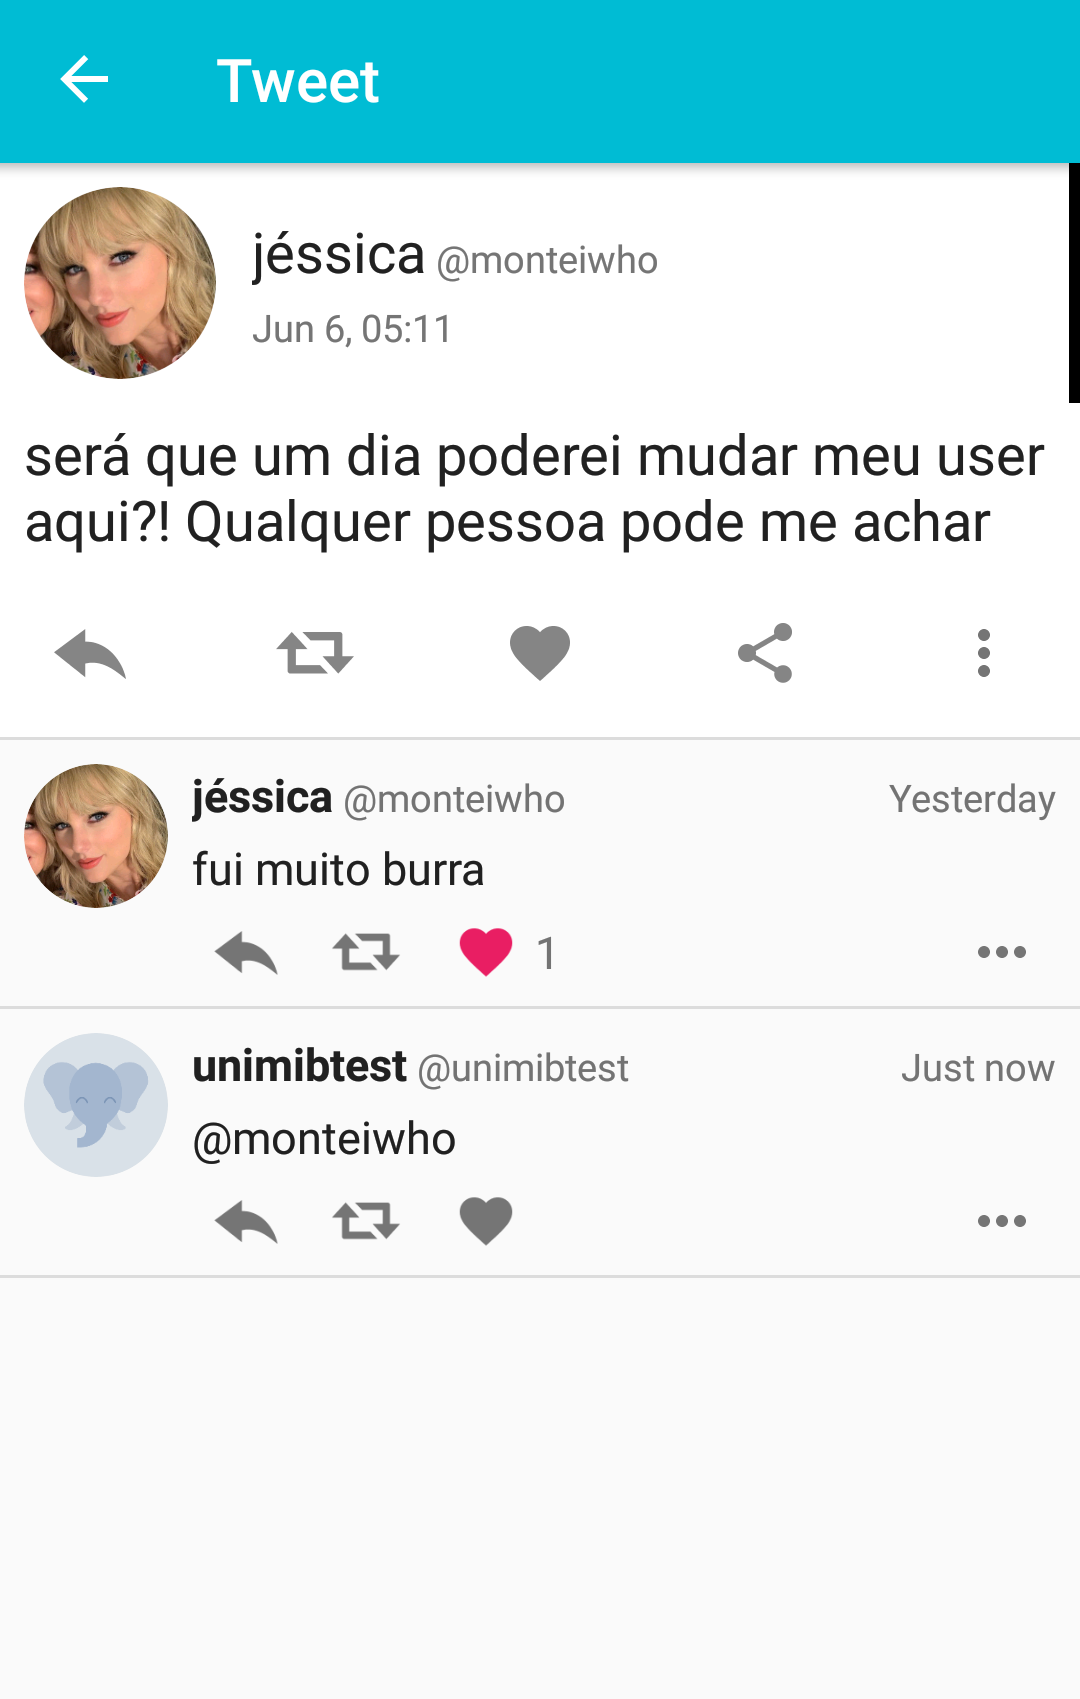 Tweet
jéssica @monteiwho
Jun 6, 05:11
será que um dia poderei mudar meu user
aqui?! Qualquer pessoa pode me achar
jéssica @monteiwho Yesterday
fui muito burra
1
unimibtest @unimibtest Just now
@monteiwho